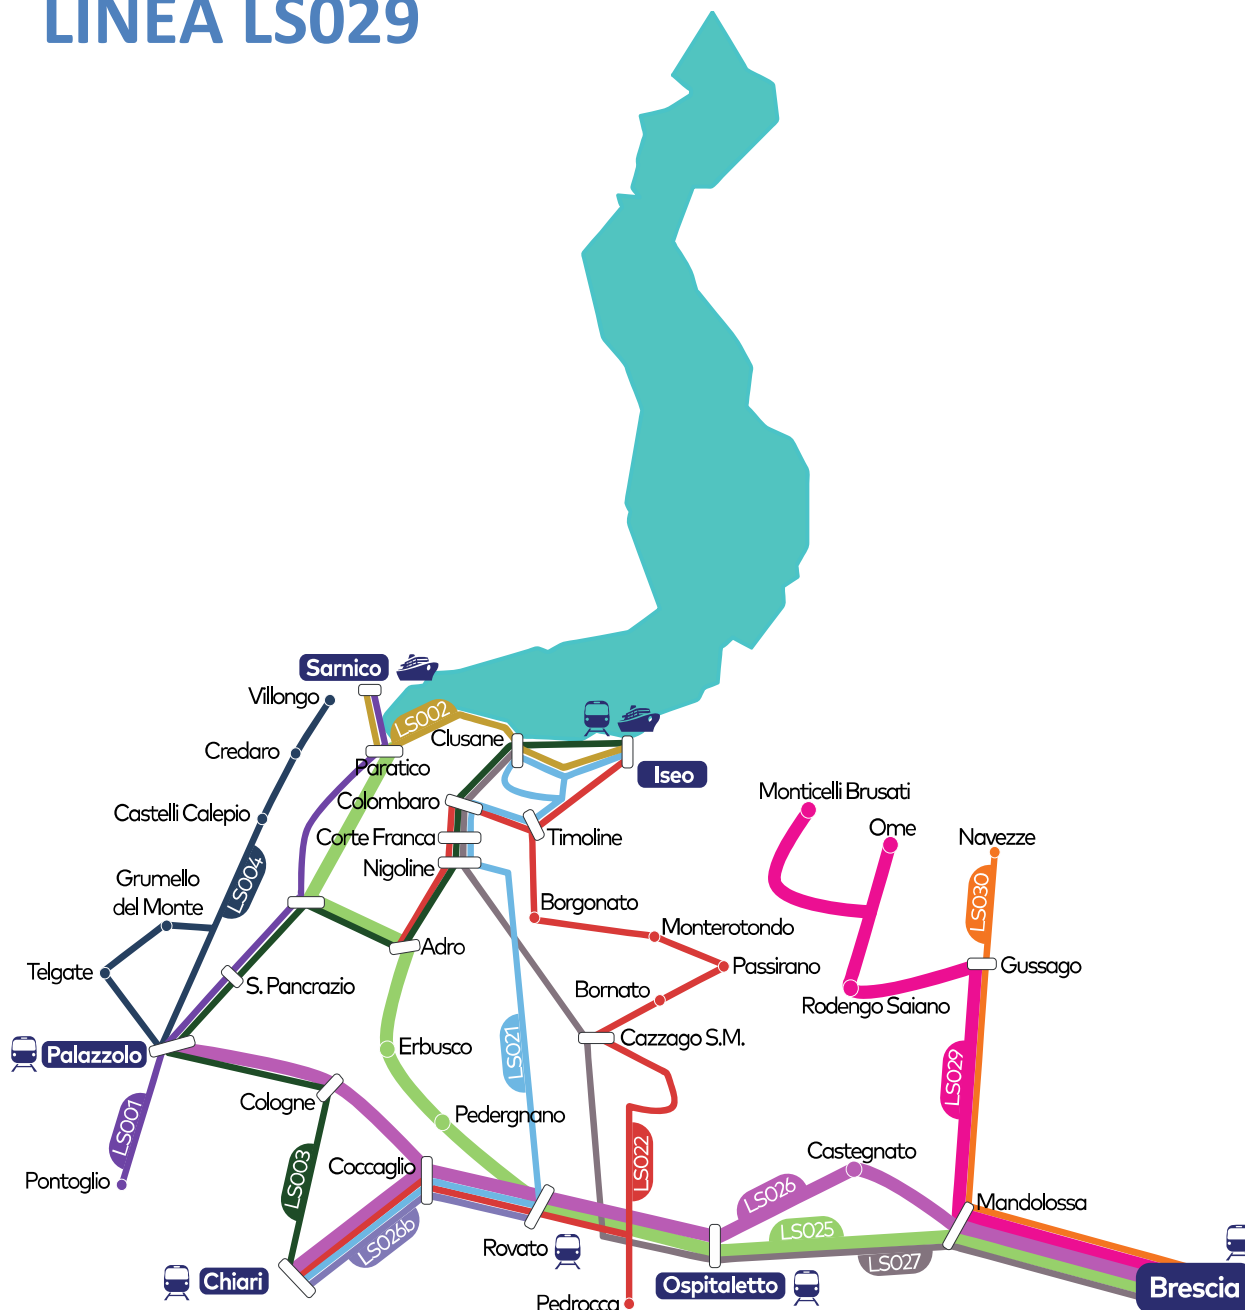 LINEA LS029
Sarnico
Villongo
LS002
Clusane
Credaro
Paratico
Iseo
Colombaro
Monticelli Brusati
Castelli Calepio
Corte Franca
Timoline
Ome
Navezze
Nigoline
LS004
Grumello
del Monte
Borgonato
LS030
Monterotondo
Adro
Telgate
Passirano
Gussago
S. Pancrazio
Bornato
Rodengo Saiano
Cazzago S.M.
Palazzolo
Erbusco
LS021
LS029
Cologne
Pedergnano
LS001
Castegnato
LS022
Coccaglio
LS003
Pontoglio
LS026
Mandolossa
LS026b
LS025
Rovato
LS027
Chiari
Ospitaletto
Brescia
Pedrocca